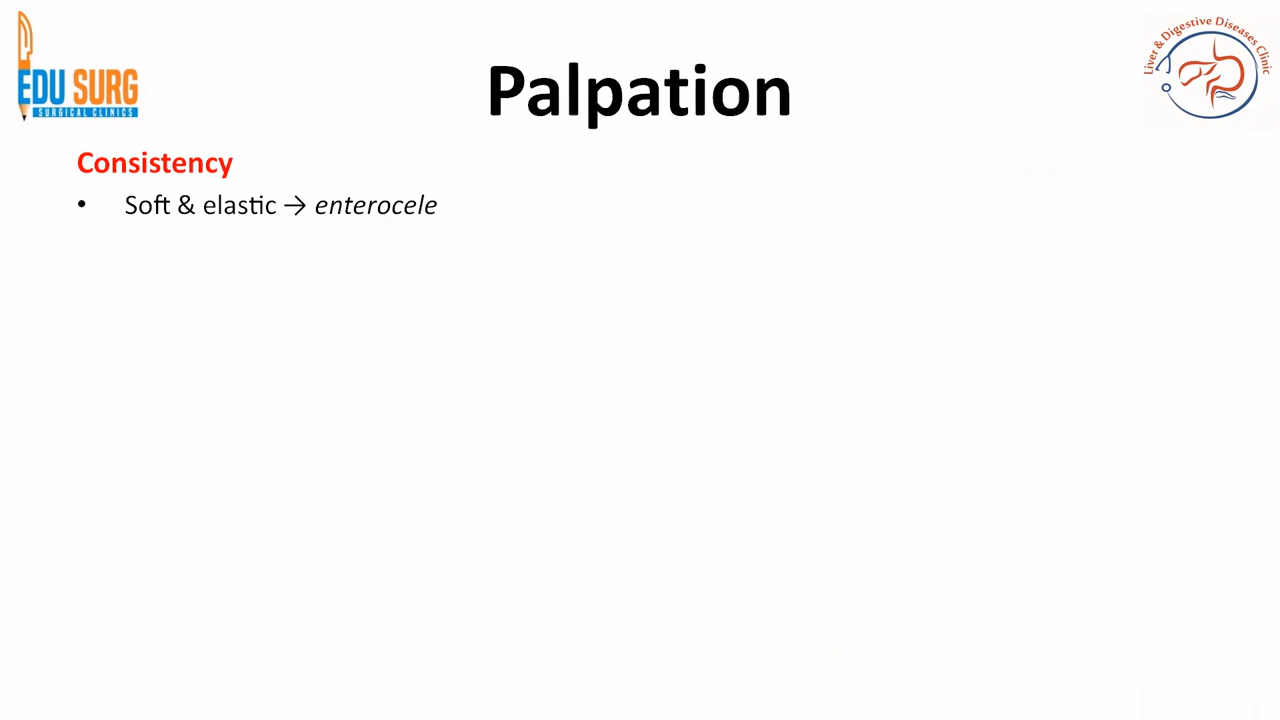 EDU SURG
SURGICAL CLINICS
Liver & Digestive Diseases Clinic
Palpation
Consistency
• Soft & elastic → enterocele